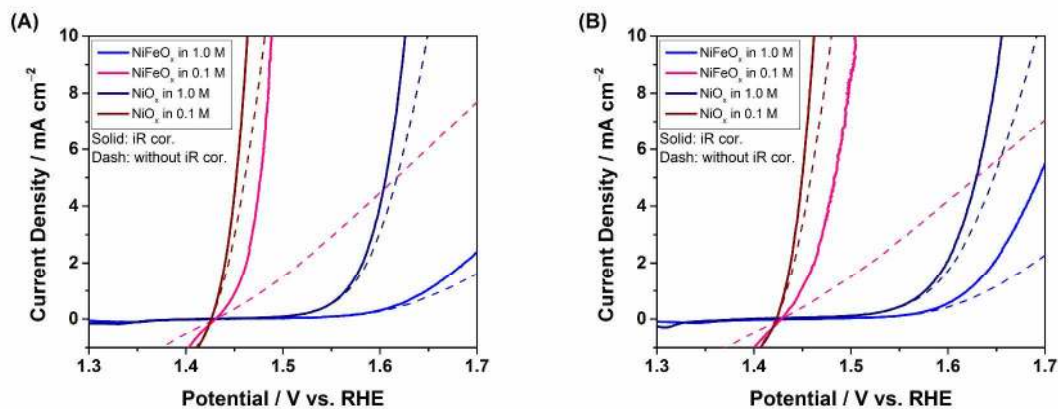 (A)
10
8
6
4
2
0
Current Density / mA cm⁻²
NiFeOₓ in 1.0 M
NiFeOₓ in 0.1 M
NiOₓ in 1.0 M
NiOₓ in 0.1 M
Solid: iR cor.
Dash: without iR cor.
1.3 1.4 1.5 1.6 1.7
Potential / V vs. RHE
(B)
10
8
6
4
2
0
Current Density / mA cm⁻²
NiFeOₓ in 1.0 M
NiFeOₓ in 0.1 M
NiOₓ in 1.0 M
NiOₓ in 0.1 M
Solid: iR cor.
Dash: without iR cor.
1.3 1.4 1.5 1.6 1.7
Potential / V vs. RHE